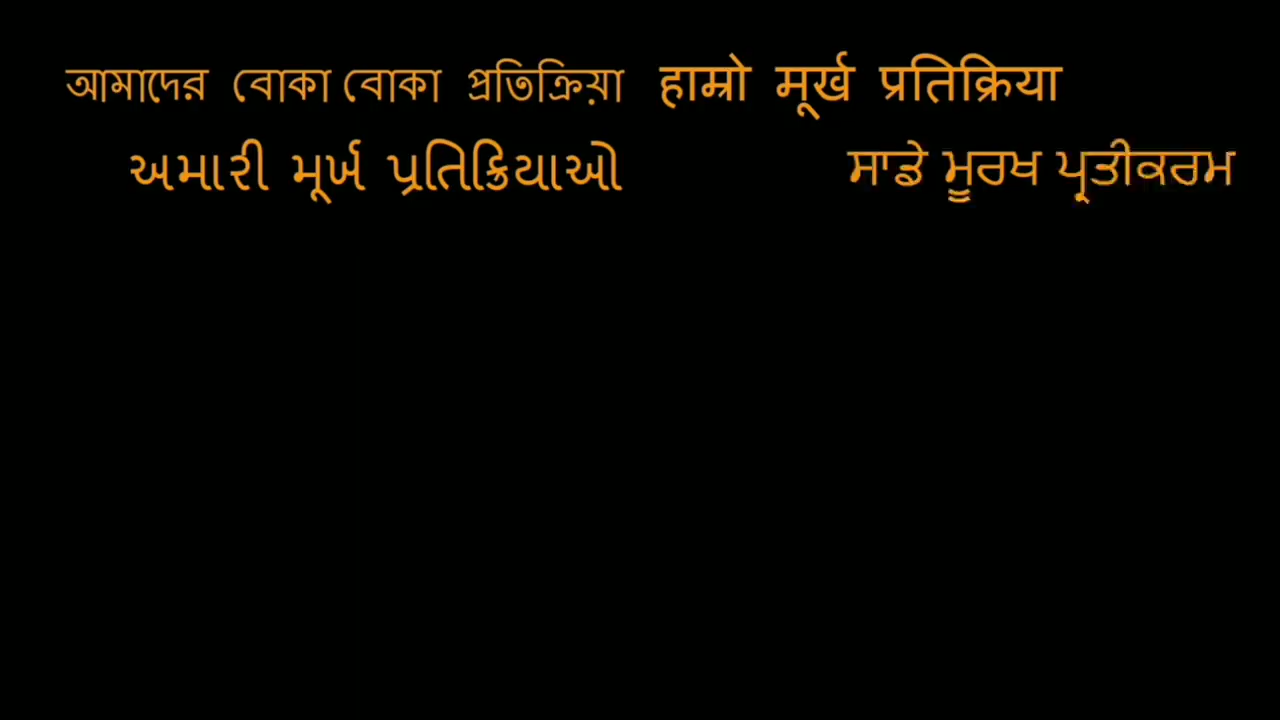 আমাদের বোকা বোকা প্রতিক্রিয়া हाम्रो मूर्ख प्रतिक्रिया
અમારી મૂર્ખ પ્રતિક્રિયાઓ ਸਾਡੇ ਮੂਰਖ ਪ੍ਰਤੀਕਰਮ